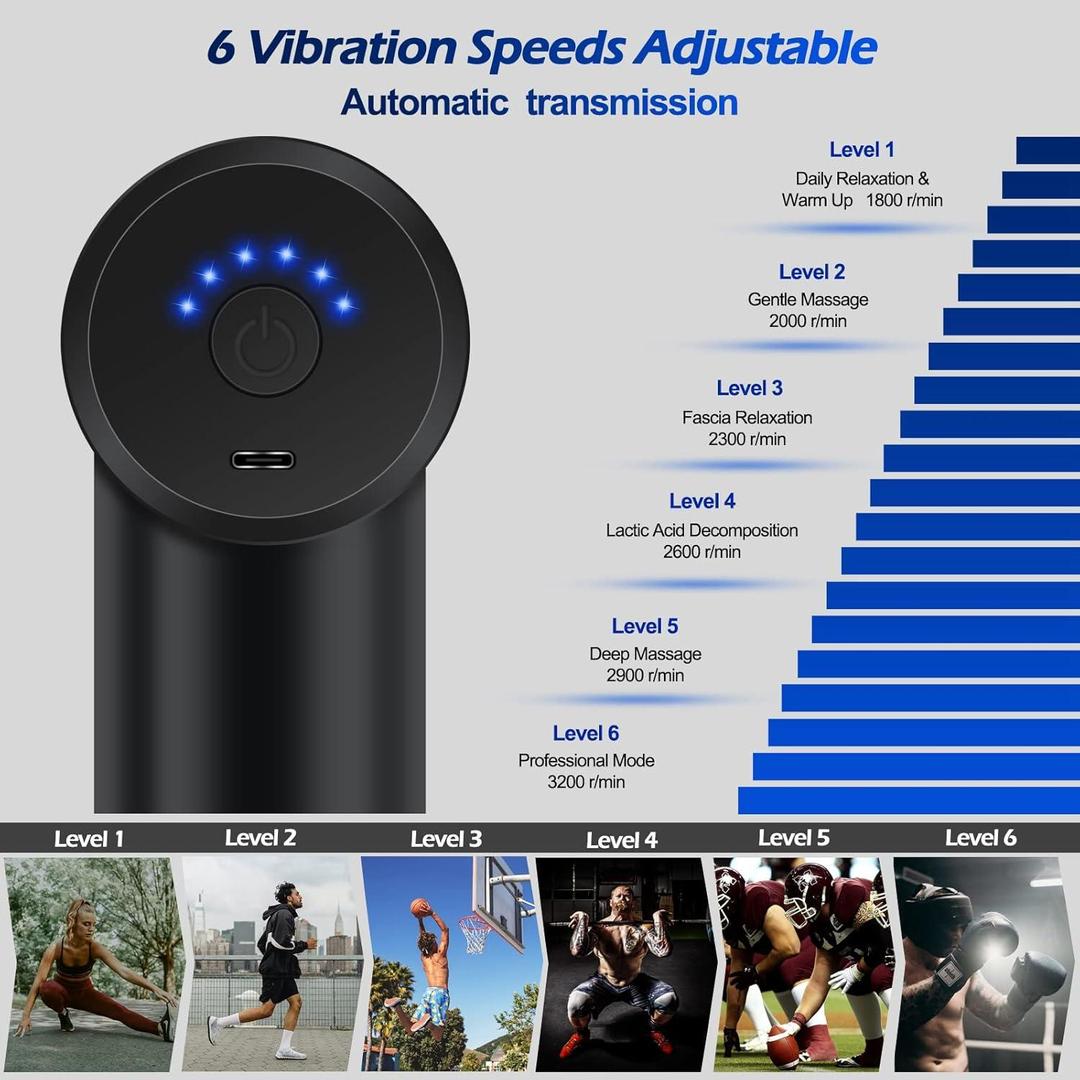 6 Vibration Speeds Adjustable
Automatic transmission
Level 1
Daily Relaxation &
Warm Up 1800 r/min
Level 2
Gentle Massage
2000 r/min
Level 3
Fascia Relaxation
2300 r/min
Level 4
Lactic Acid Decomposition
2600 r/min
Level 5
Deep Massage
2900 r/min
Level 6
Professional Mode
3200 r/min
Level 1
Level 2
Level 3
Level 4
Level 5
Level 6